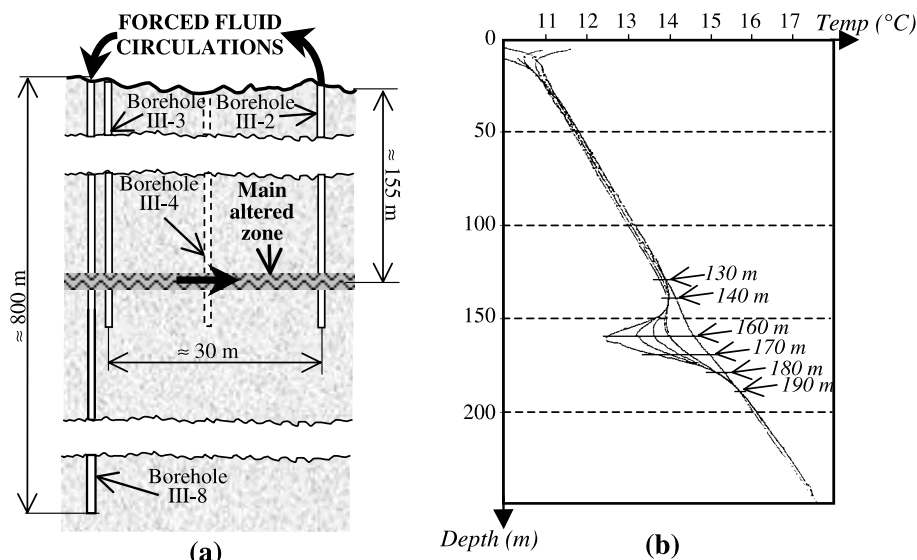 FORCED FLUID
CIRCULATIONS
Borehole
III-3
Borehole
III-2
≈ 155 m
Borehole
III-4
Main
altered
zone
≈ 800 m
≈ 30 m
Borehole
III-8
(a)
11 12 13 14 15 16 17 Temp (°C)
0
50
100
130 m
140 m
150
160 m
170 m
180 m
190 m
200
Depth (m)
(b)